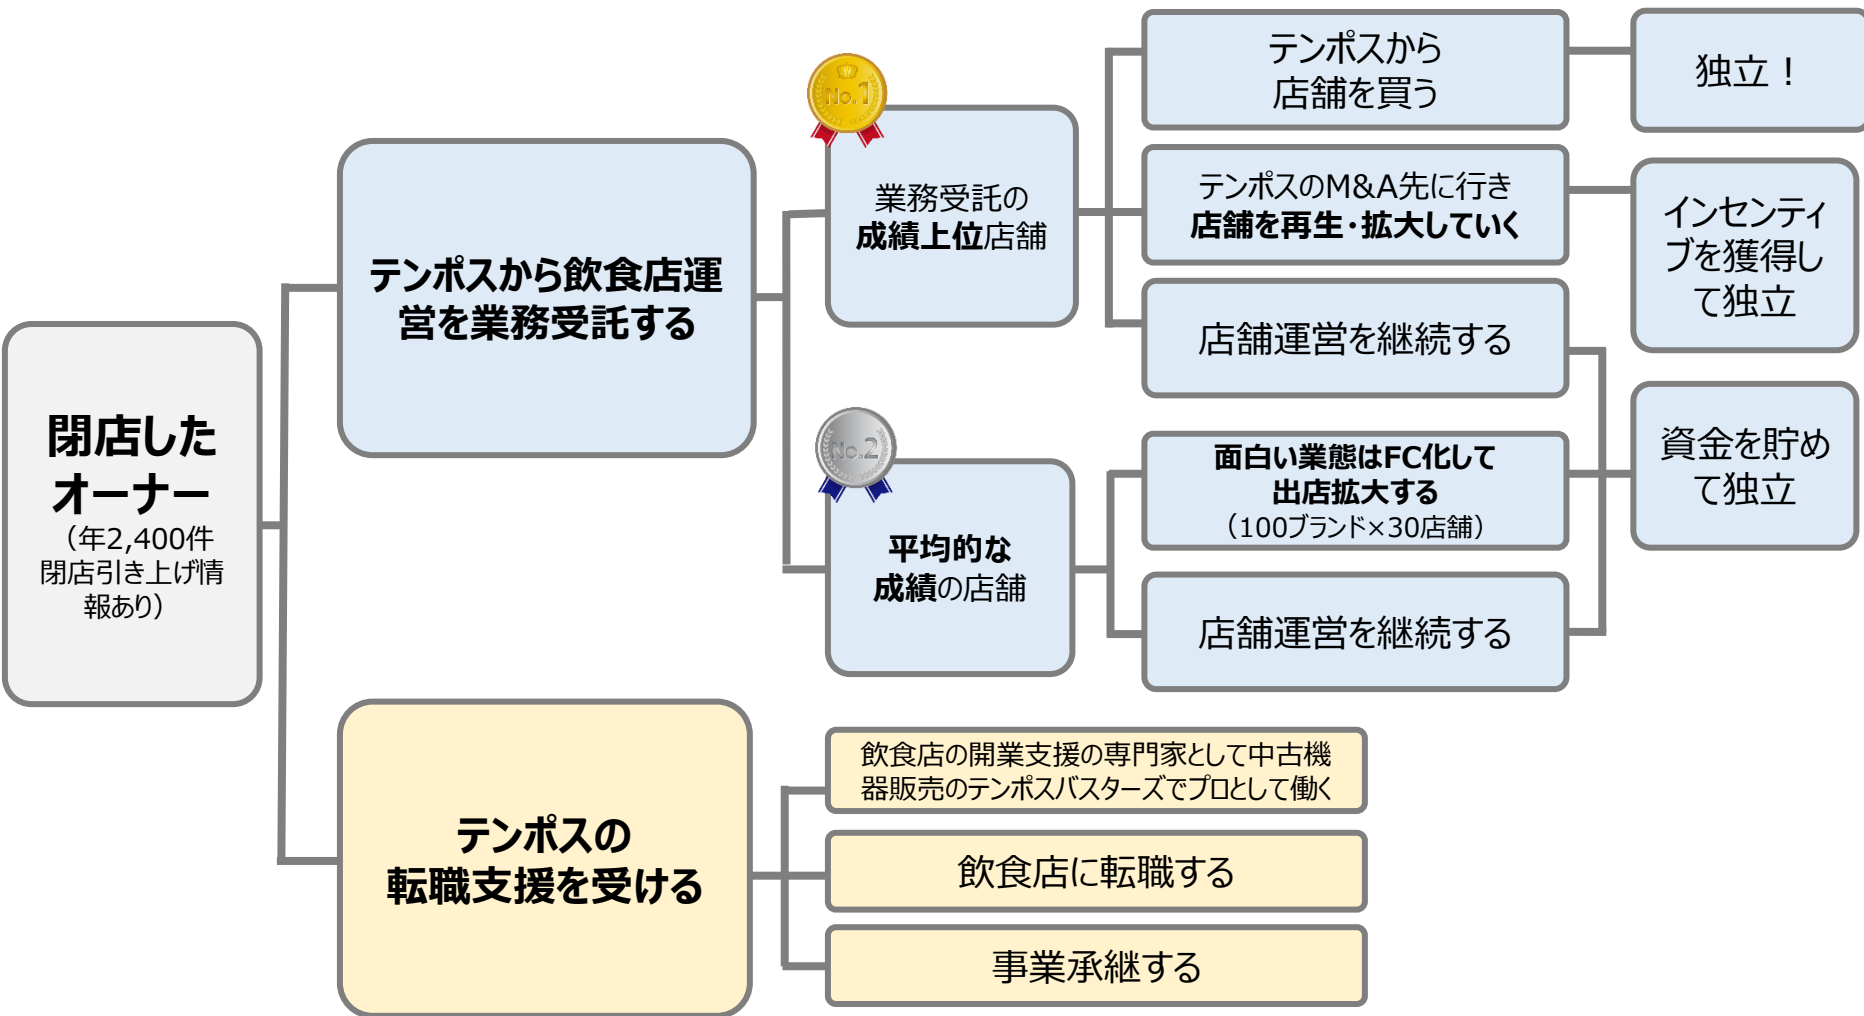 閉店した
オーナー
（年2,400件
閉店引き上げ情
報あり）
テンポスから飲食店運
営を業務受託する
No.1
業務受託の
成績上位店舗
テンポスから
店舗を買う
独立！
テンポスのM&A先に行き
店舗を再生・拡大していく
インセンティ
ブを獲得し
て独立
店舗運営を継続する
No.2
平均的な
成績の店舗
面白い業態はFC化して
出店拡大する
（100ブランド×30店舗）
店舗運営を継続する
資金を貯め
て独立
テンポスの
転職支援を受ける
飲食店の開業支援の専門家として中古機
器販売のテンポスバスターズでプロとして働く
飲食店に転職する
事業承継する